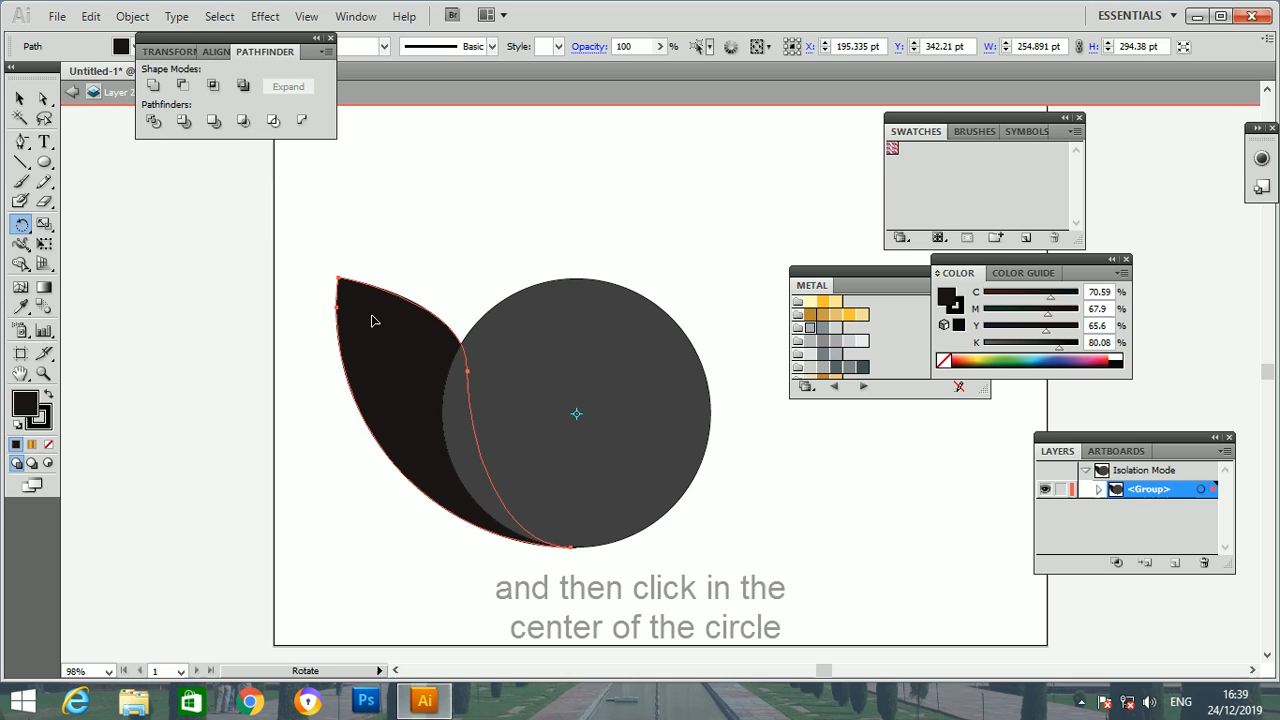 Ai File Edit Object Type Select Effect View Window Help Br ESSENTIALS
Path Basic Style: Opacity: 100 % X: 195.335 pt Y: 342.21 pt W: 254.891 pt H: 294.38 pt
TRANSFORM ALIGN PATHFINDER
Shape Modes:
Expand
Pathfinders:
Untitled-1* @
Layer 2
SWATCHES BRUSHES SYMBOLS
METAL
COLOR COLOR GUIDE
C 70.59 %
M 67.9 %
Y 65.6 %
K 80.08 %
LAYERS ARTBOARDS
Isolation Mode
<Group>
and then click in the
center of the circle
98% 1 Rotate
Ps Ai ENG 16:39
24/12/2019